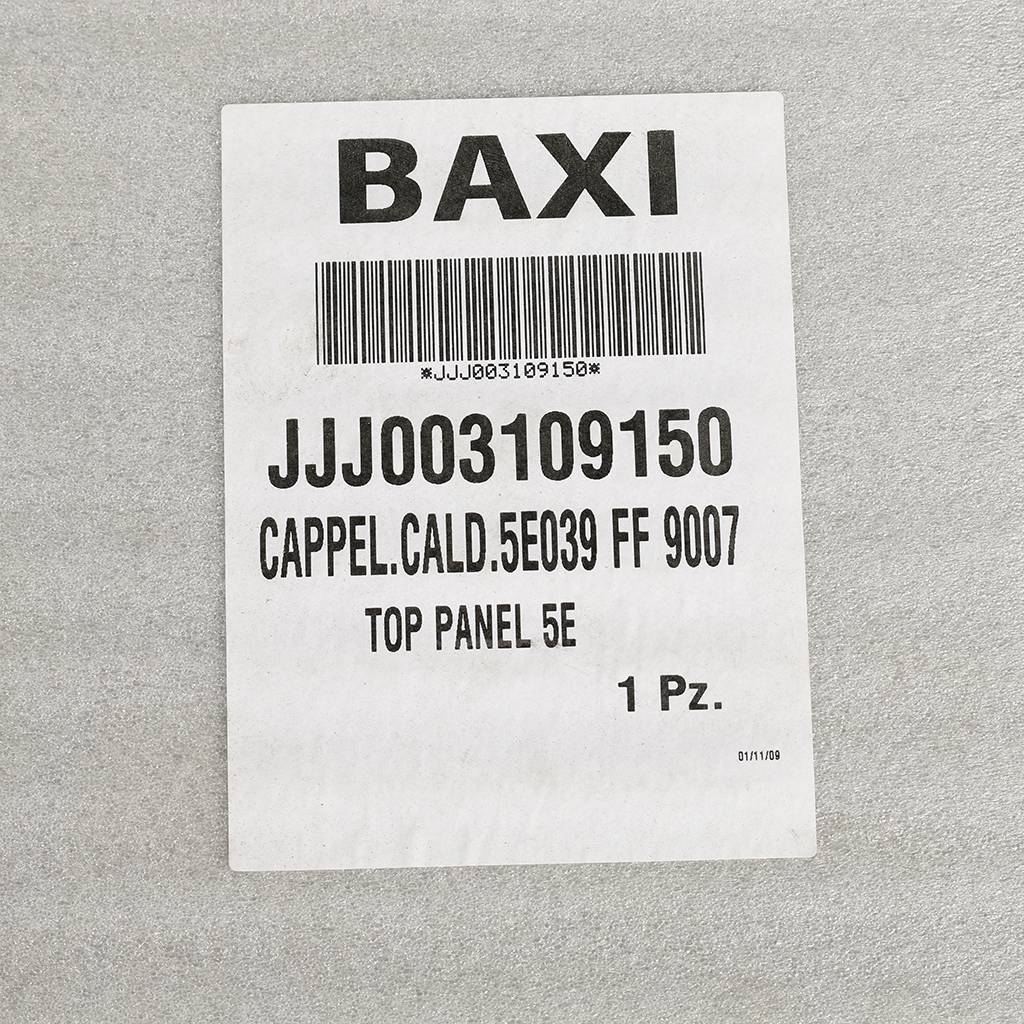 BAXI
*JJJ003109150*
JJJ003109150
CAPPEL.CALD.5E039 FF 9007
TOP PANEL 5E
1 Pz.
01/11/09